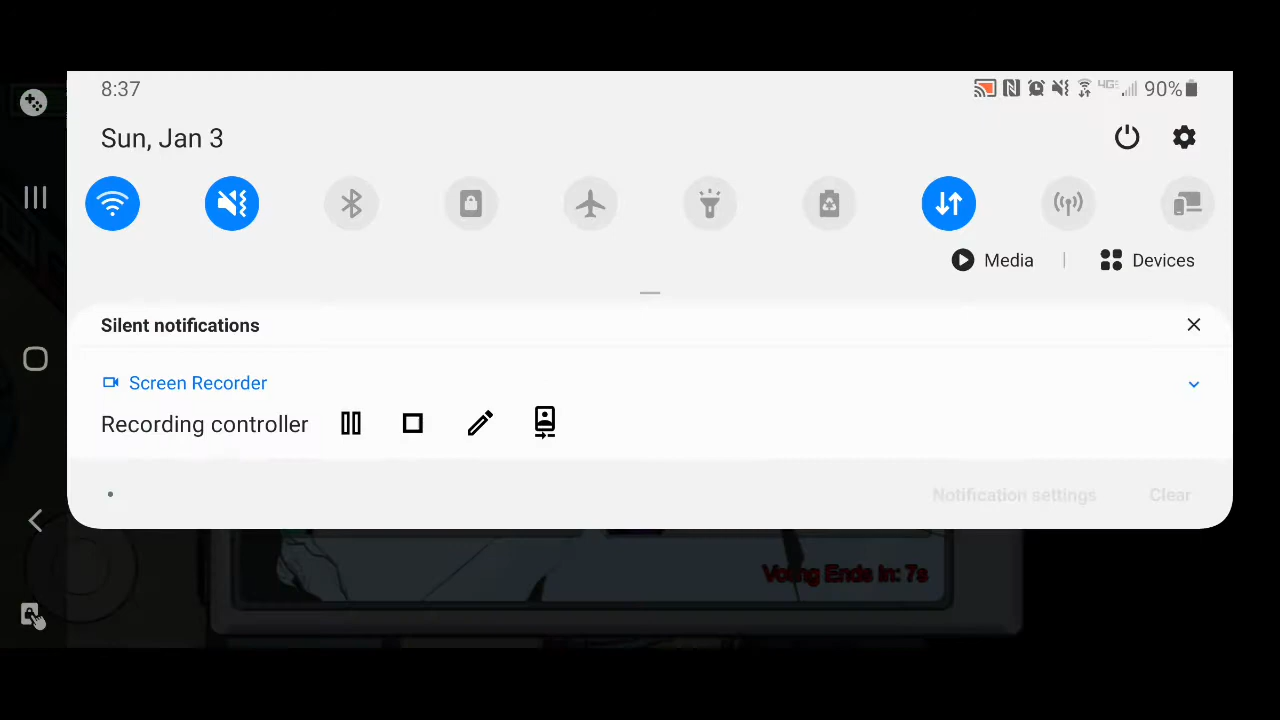 8:37
4GE 90%
Sun, Jan 3
Media | Devices
Silent notifications
Screen Recorder
Recording controller
Notification settings Clear
Voting Ends In: 7s